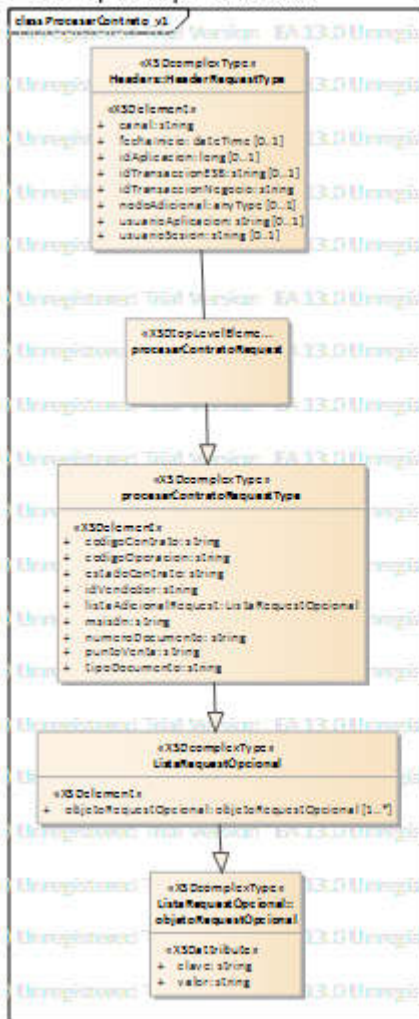 class ProcesarContrato_v1
«XSDcomplexType»
Headers::HeaderRequestType
«XSDelement»
+ canal: string
+ fechaInicio: dateTime [0..1]
+ idAplicacion: long [0..1]
+ idTransaccionESB: string [0..1]
+ idTransaccionNegocio: string
+ nodoAdicional: anyType [0..1]
+ usuarioAplicacion: string [0..1]
+ usuarioSesion: string [0..1]
«XSDtopLevelEleme...
procesarContratoRequest
«XSDcomplexType»
procesarContratoRequestType
«XSDelement»
+ codigoContrato: string
+ codigoOperacion: string
+ estadoContrato: string
+ idVendedor: string
+ listaAdicionalRequest: ListaRequestOpcional
+ msisdn: string
+ numeroDocumento: string
+ puntoVenta: string
+ tipoDocumento: string
«XSDcomplexType»
ListaRequestOpcional
«XSDelement»
+ objetoRequestOpcional: objetoRequestOpcional [1..*]
«XSDcomplexType»
ListaRequestOpcional::
objetoRequestOpcional
«XSDattribute»
+ clave: string
+ valor: string